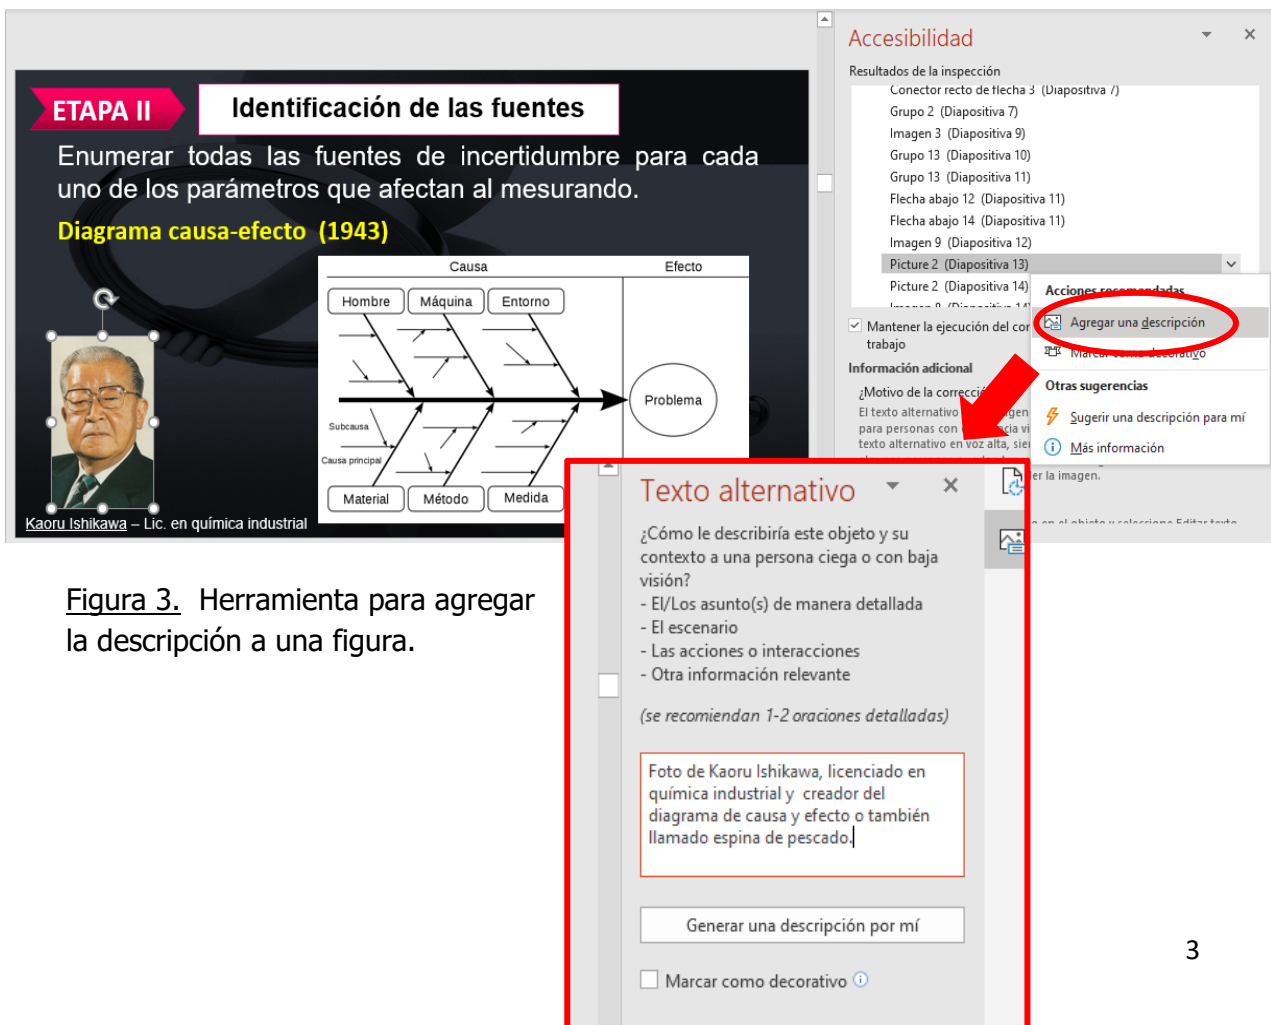 ETAPA II
Identificación de las fuentes
Enumerar todas las fuentes de incertidumbre para cada
uno de los parámetros que afectan al mesurando.
Diagrama causa-efecto (1943)
Causa
Efecto
Hombre
Máquina
Entorno
Problema
Subcausa
Causa principal
Material
Método
Medida
Kaoru Ishikawa – Lic. en química industrial
Accesibilidad
Resultados de la inspección
Conector recto de flecha 3 (Diapositiva 7)
Grupo 2 (Diapositiva 7)
Imagen 3 (Diapositiva 9)
Grupo 13 (Diapositiva 10)
Grupo 13 (Diapositiva 11)
Flecha abajo 12 (Diapositiva 11)
Flecha abajo 14 (Diapositiva 11)
Imagen 9 (Diapositiva 12)
Picture 2 (Diapositiva 13)
Picture 2 (Diapositiva 14)
Acciones recomendadas
Agregar una descripción
Marcar como decorativo
Otras sugerencias
Sugerir una descripción para mí
Más información
Mantener la ejecución del
trabajo
Información adicional
¿Motivo de la
El texto alternativo
para personas con
texto alternativo en voz alta,
la imagen.
Texto alternativo
¿Cómo le describiría este objeto y su
contexto a una persona ciega o con baja
visión?
- El/Los asunto(s) de manera detallada
- El escenario
- Las acciones o interacciones
- Otra información relevante
(se recomiendan 1-2 oraciones detalladas)
Foto de Kaoru Ishikawa, licenciado en
química industrial y creador del
diagrama de causa y efecto o también
llamado espina de pescado.
Generar una descripción por mí
Marcar como decorativo
Figura 3. Herramienta para agregar
la descripción a una figura.
3